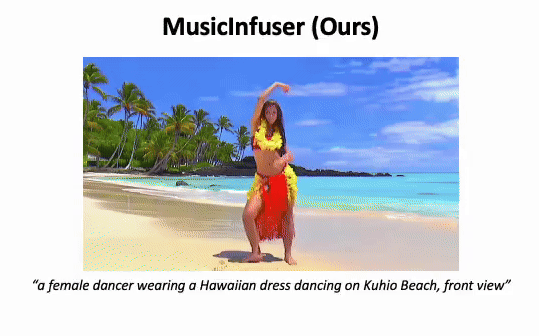 MusicInfuser (Ours)
“a female dancer wearing a Hawaiian dress dancing on Kuhio Beach, front view”